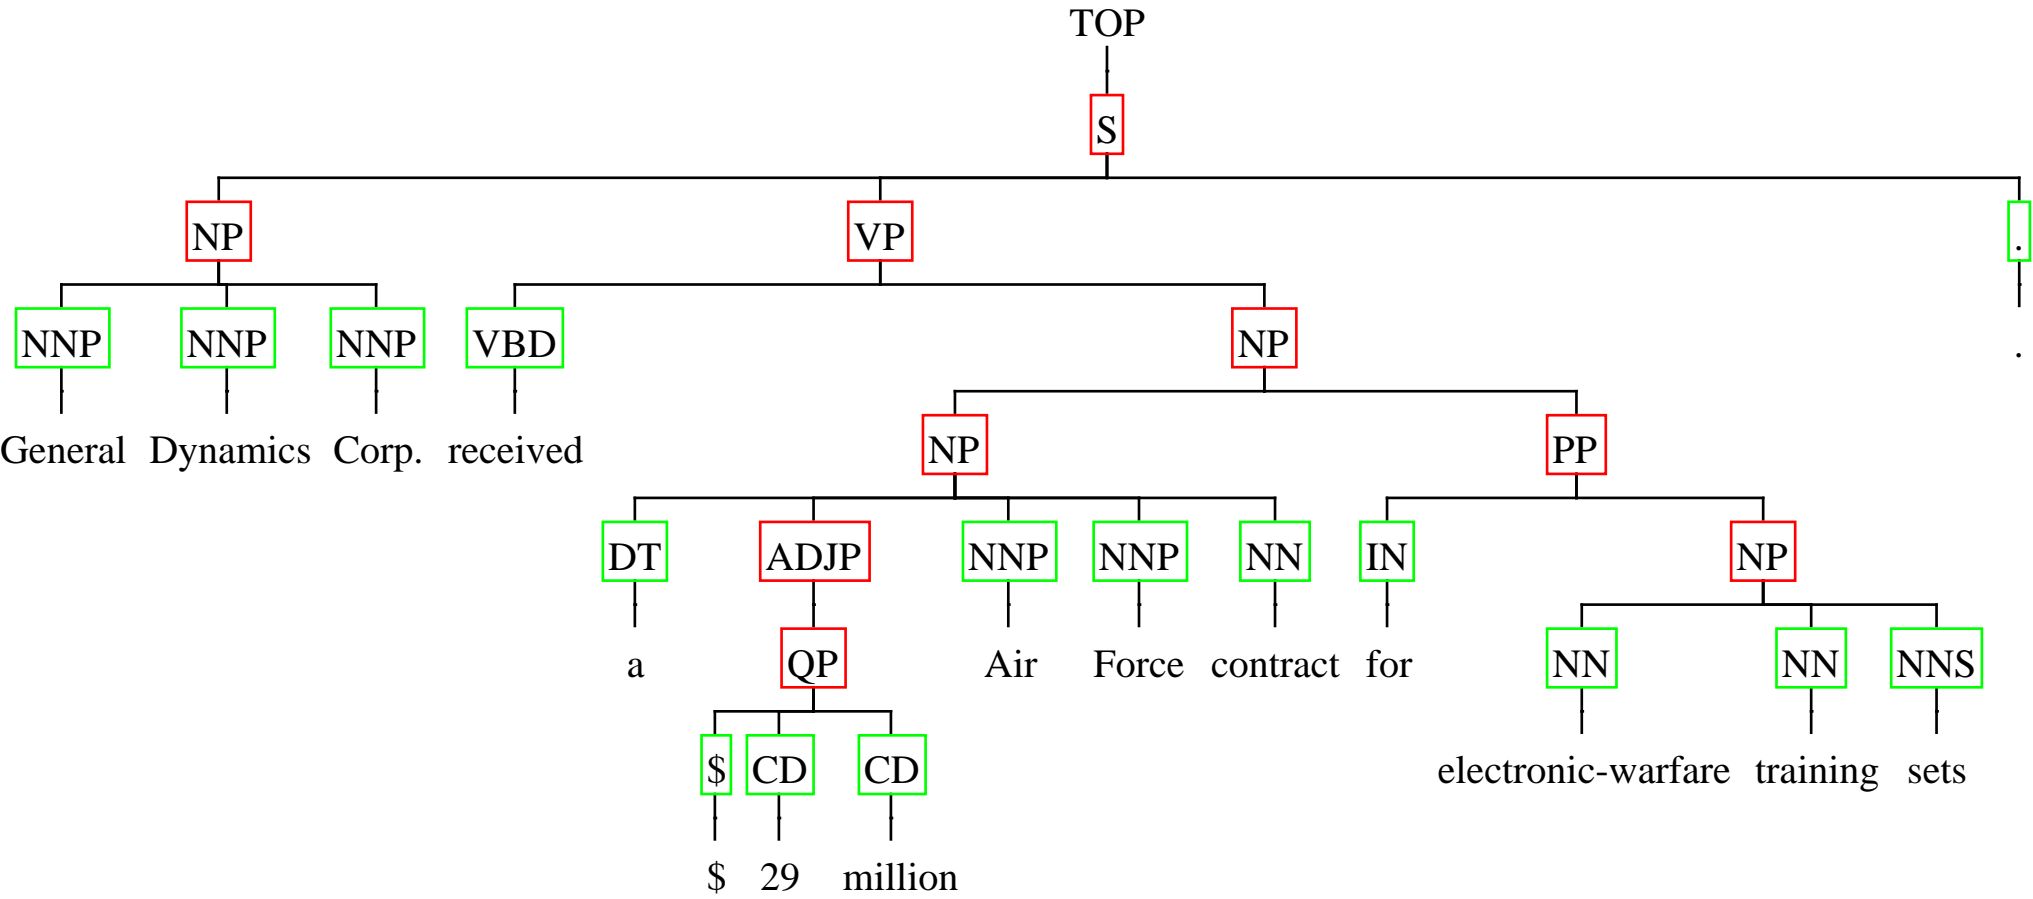 TOP
S
NP VP .
NNP NNP NNP VBD NP .
General Dynamics Corp. received NP PP
DT ADJP NNP NNP NN IN NP
a QP Air Force contract for NN NN NNS
$ CD CD electronic-warfare training sets
$ 29 million